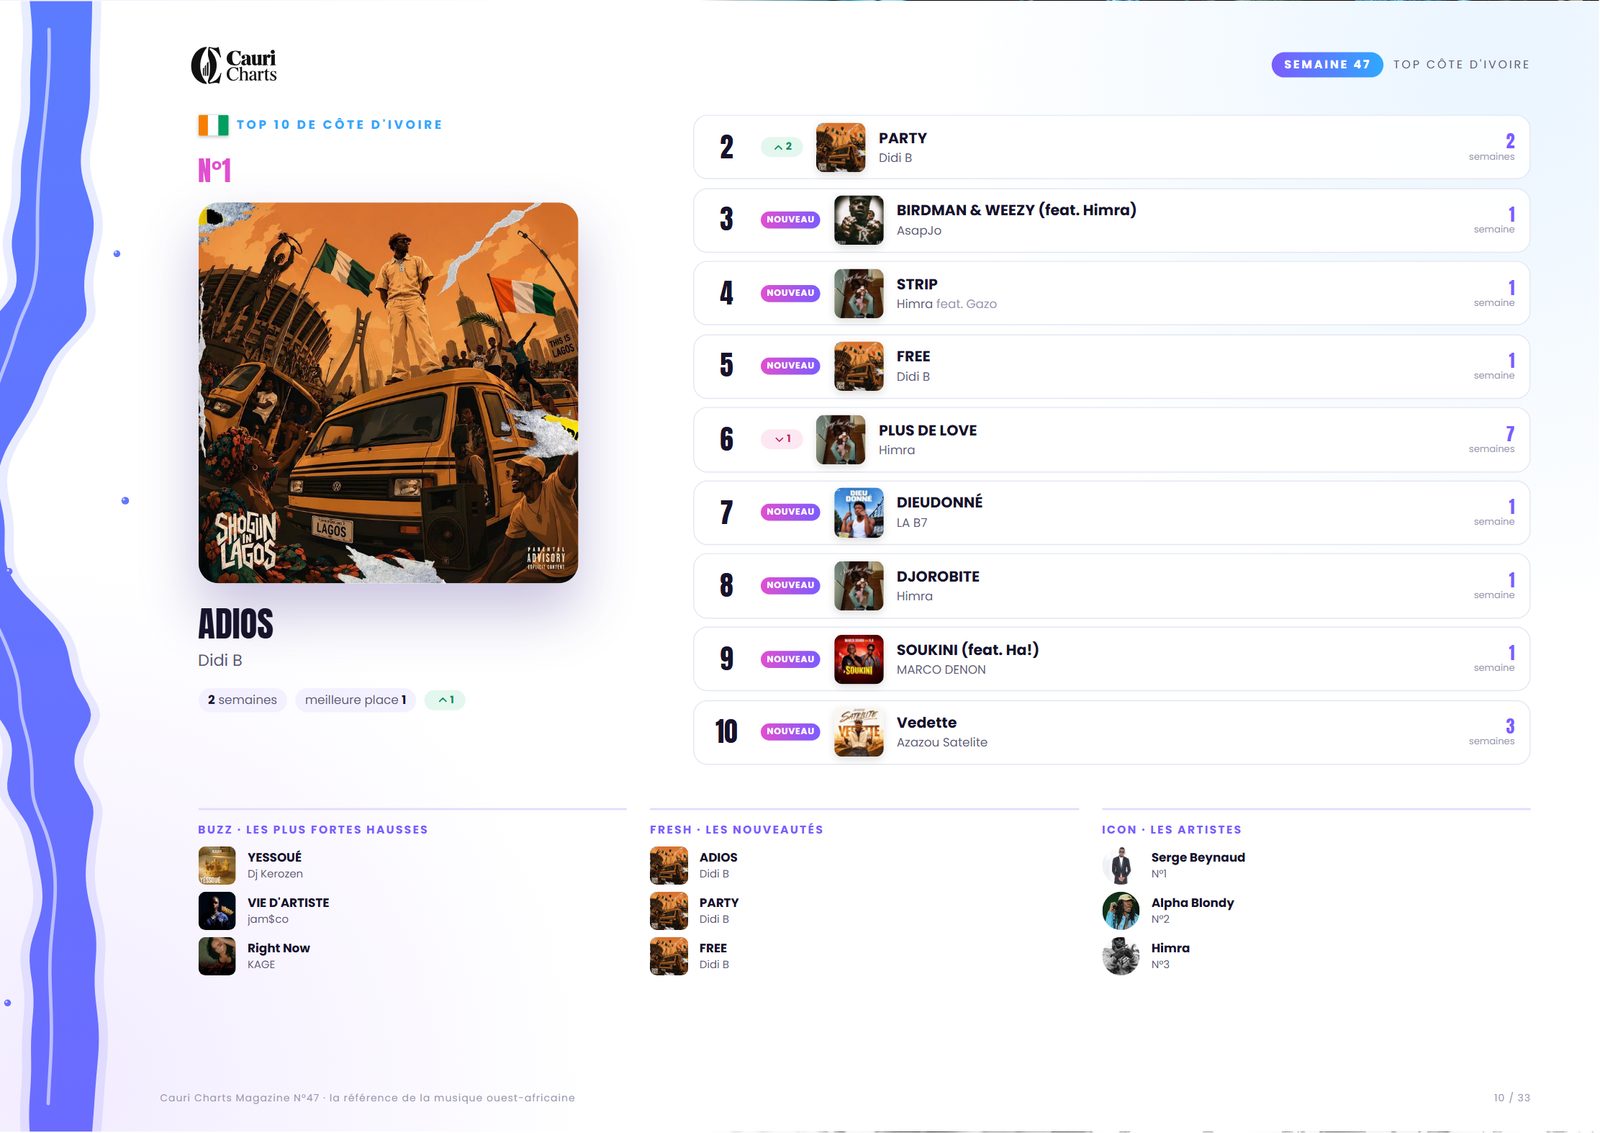 Cauri
Charts
SEMAINE 47
TOP CÔTE D'IVOIRE
TOP 10 DE CÔTE D'IVOIRE
N°1
THIS IS
LAGOS
LAGOS
SHOGUN
IN
LAGOS
PARENTAL
ADVISORY
EXPLICIT CONTENT
ADIOS
Didi B
2 semaines
meilleure place 1
1
2
2
PARTY
Didi B
2
semaines
3
NOUVEAU
BIRDMAN & WEEZY (feat. Himra)
AsapJo
1
semaine
4
NOUVEAU
STRIP
Himra feat. Gazo
1
semaine
5
NOUVEAU
FREE
Didi B
1
semaine
6
1
PLUS DE LOVE
Himra
7
semaines
7
NOUVEAU
DIEU
DONNÉ
DIEUDONNÉ
LA B7
1
semaine
8
NOUVEAU
DJOROBITE
Himra
1
semaine
9
NOUVEAU
SOUKINI
SOUKINI (feat. Ha!)
MARCO DENON
1
semaine
10
NOUVEAU
Vedette
Azazou Satelite
3
semaines
BUZZ · LES PLUS FORTES HAUSSES
YESSOUÉ
Dj Kerozen
VIE D'ARTISTE
jam$co
Right Now
KAGE
FRESH · LES NOUVEAUTÉS
ADIOS
Didi B
PARTY
Didi B
FREE
Didi B
ICON · LES ARTISTES
Serge Beynaud
N°1
Alpha Blondy
N°2
Himra
N°3
Cauri Charts Magazine N°47 · la référence de la musique ouest-africaine
10 / 33